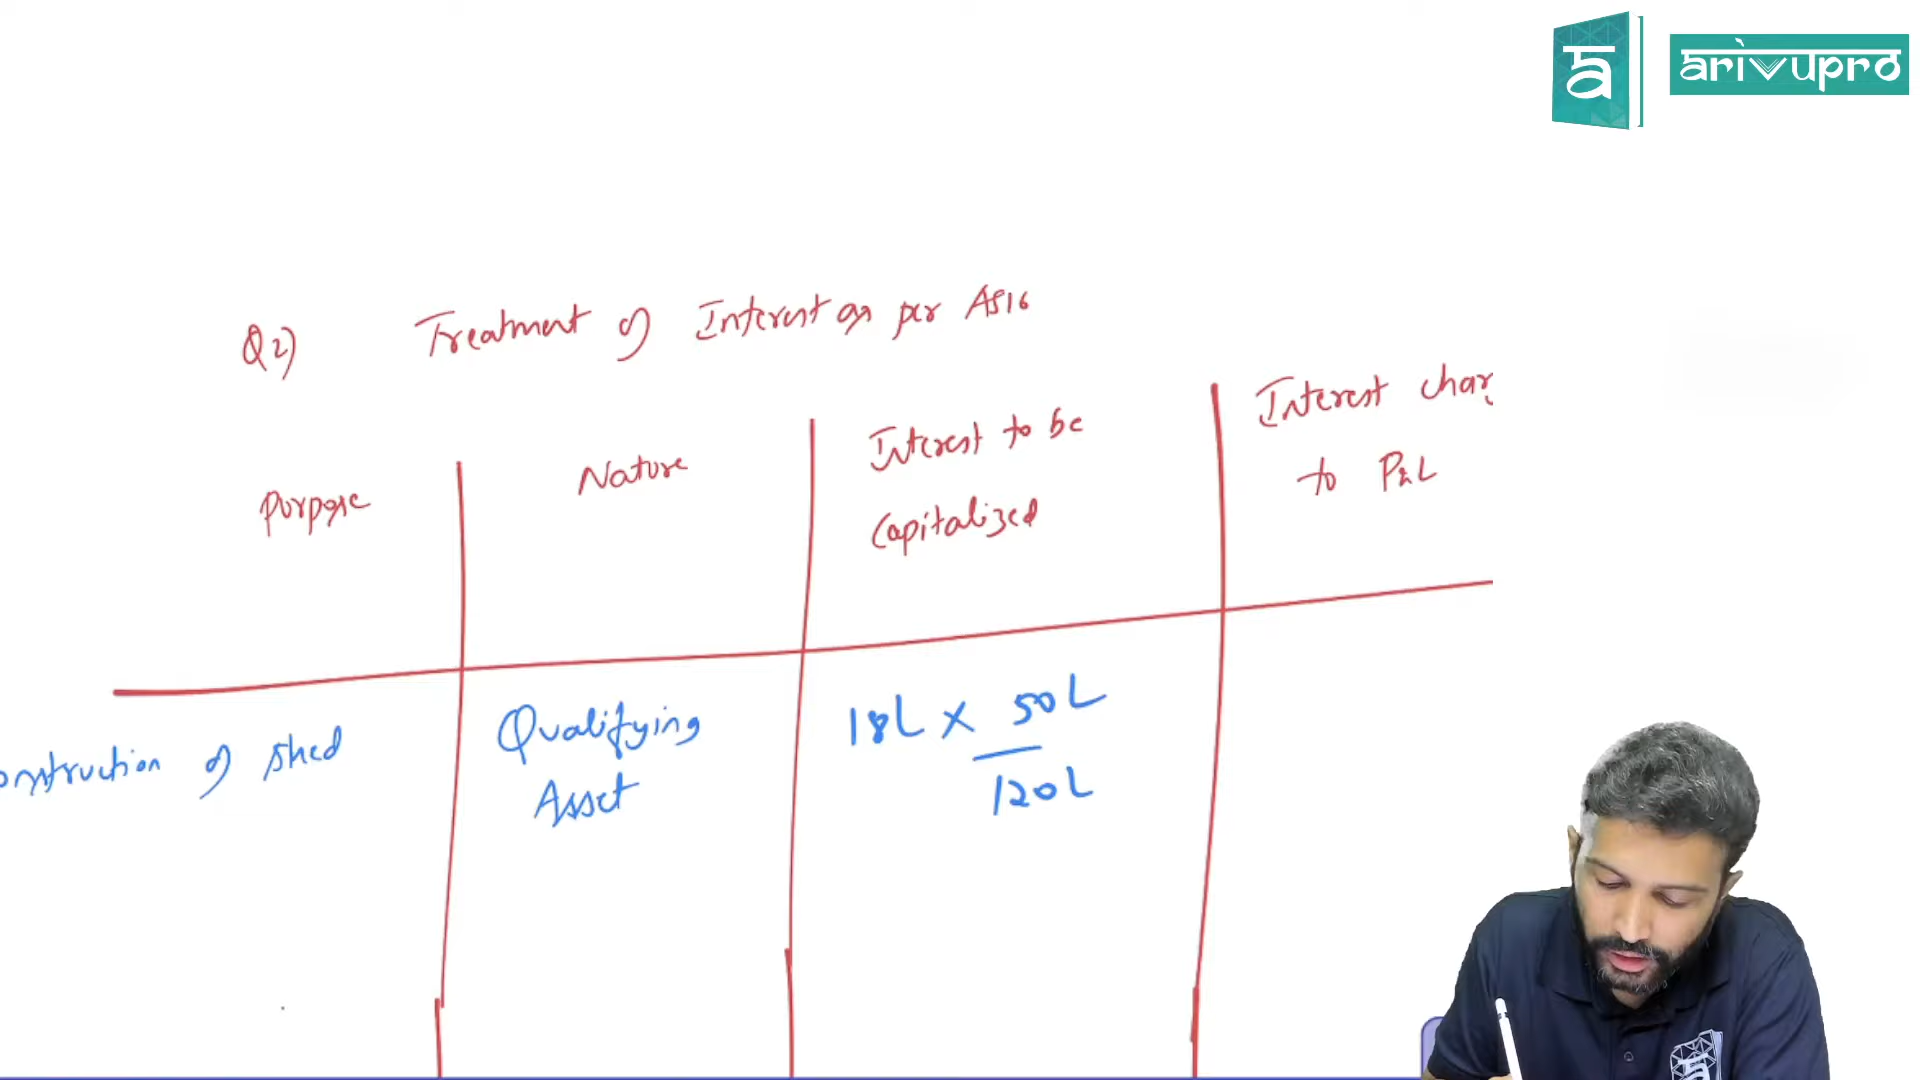 ā
arivupro
Q2) Treatment of Interest as per AS16
Purpose
Nature
Interest to be
Capitalized
Interest char
to P&L
onstruction of shed
Qualifying
Asset
18L x 50L
120L